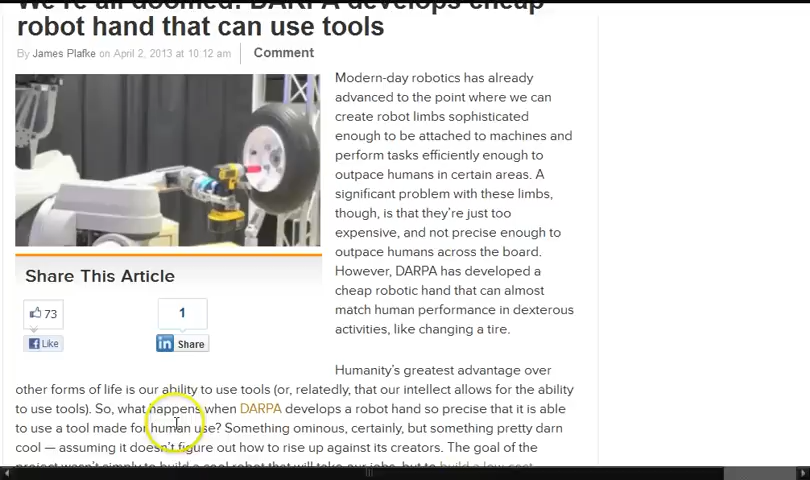 We're all doomed: DARPA develops cheap
robot hand that can use tools
By James Plafke on April 2, 2013 at 10:12 am
Comment
Modern-day robotics has already
advanced to the point where we can
create robot limbs sophisticated
enough to be attached to machines and
perform tasks efficiently enough to
outpace humans in certain areas. A
significant problem with these limbs,
though, is that they're just too
expensive, and not precise enough to
outpace humans across the board.
However, DARPA has developed a
cheap robotic hand that can almost
match human performance in dexterous
activities, like changing a tire.
Share This Article
73
1
Like
in Share
Humanity's greatest advantage over
other forms of life is our ability to use tools (or, relatedly, that our intellect allows for the ability
to use tools). So, what happens when DARPA develops a robot hand so precise that it is able
to use a tool made for human use? Something ominous, certainly, but something pretty darn
cool — assuming it doesn't figure out how to rise up against its creators. The goal of the
project wasn't simply to build a cool robot that will take our jobs, but to build a low-cost